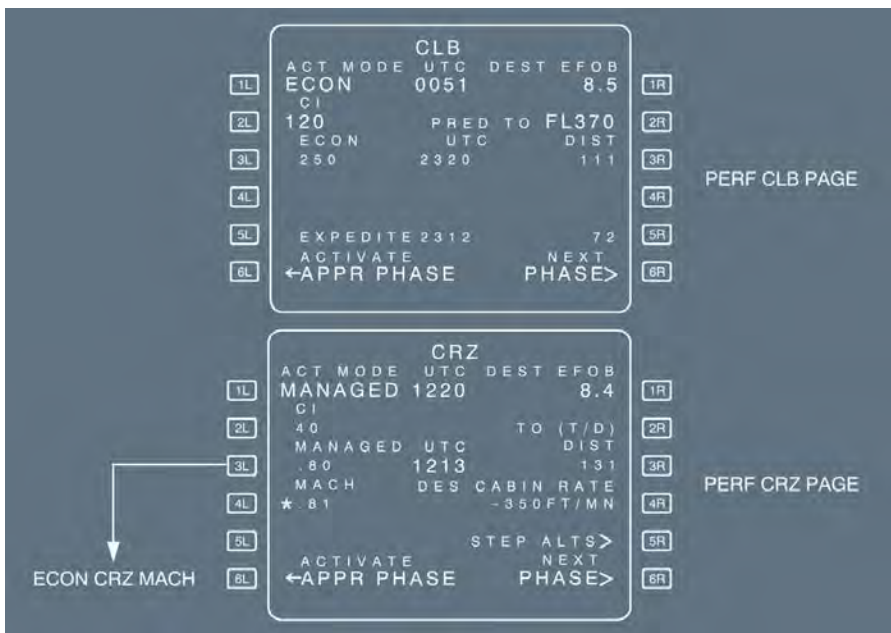 CLB
ACT MODE UTC DEST EFOB
1L ECON 0051 8.5 1R
CI
2L 120 PRED TO FL370 2R
ECON UTC DIST
3L 250 2320 111 3R
PERF CLB PAGE
4L 4R
5L EXPEDITE 2312 72 5R
ACTIVATE NEXT
6L ←APPR PHASE PHASE> 6R
CRZ
ACT MODE UTC DEST EFOB
1L MANAGED 1220 8.4 1R
CI
2L 40 TO (T/D) 2R
MANAGED UTC DIST
3L .80 1213 131 3R
MACH DES CABIN RATE
PERF CRZ PAGE
4L *.81 -350FT/MN 4R
5L STEP ALTS> 5R
ACTIVATE NEXT
ECON CRZ MACH 6L ←APPR PHASE PHASE> 6R